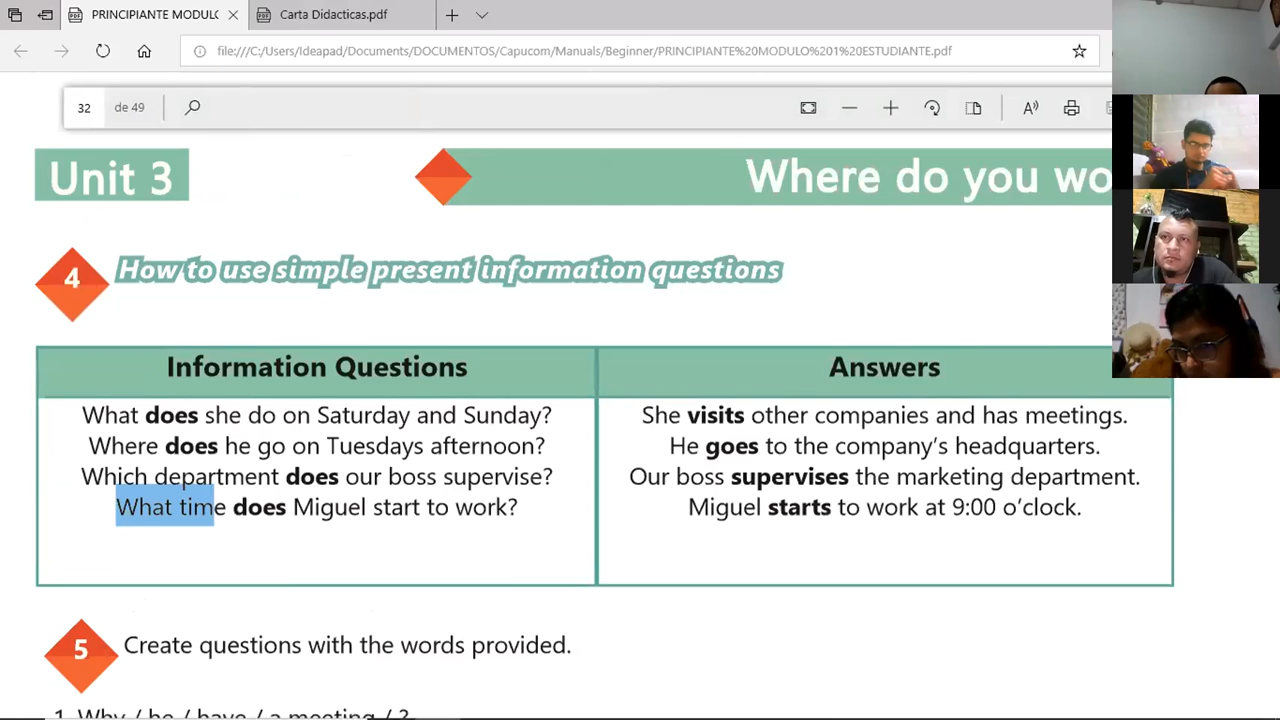 PRINCIPIANTE MODULO
Carta Didacticas.pdf
file:///C:/Users/Ideapad/Documents/DOCUMENTOS/Capucom/Manuals/Beginner/PRINCIPIANTE%20MODULO%201%20ESTUDIANTE.pdf
32 de 49
Unit 3
Where do you wo
4 How to use simple present information questions
Information Questions
Answers
What does she do on Saturday and Sunday?
She visits other companies and has meetings.
Where does he go on Tuesdays afternoon?
He goes to the company's headquarters.
Which department does our boss supervise?
Our boss supervises the marketing department.
What time does Miguel start to work?
Miguel starts to work at 9:00 o'clock.
5 Create questions with the words provided.
1. Why / he / have / a meeting / ?